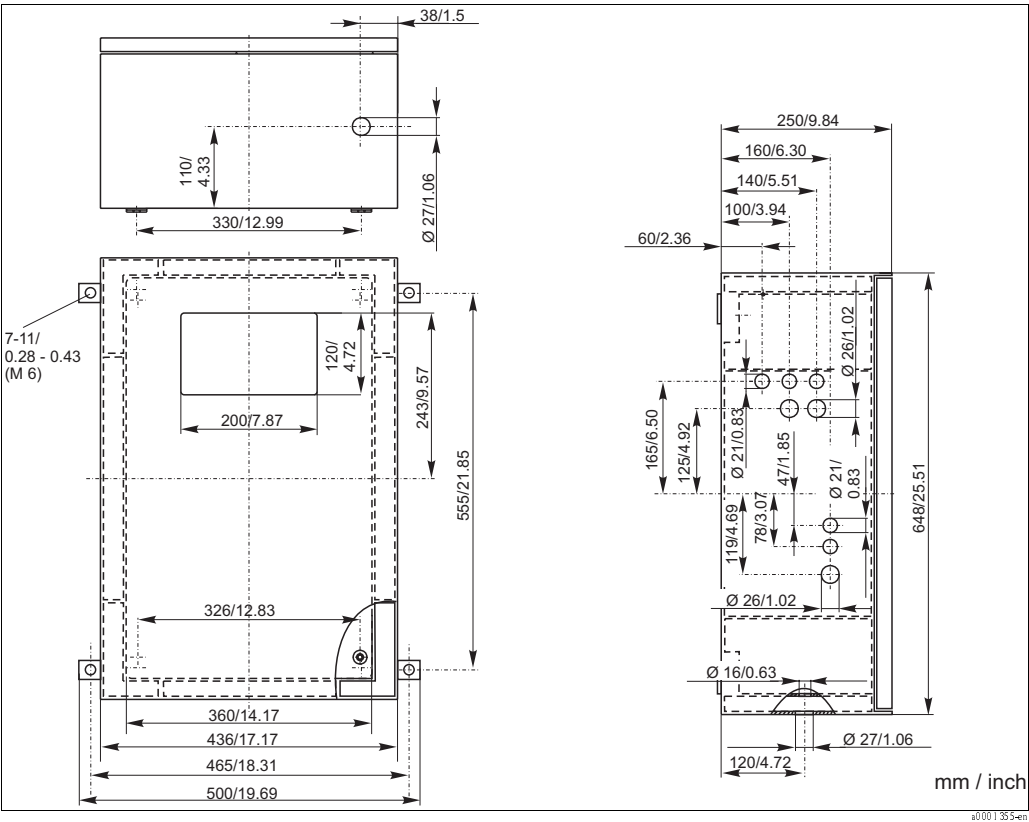 38/1.5
110/
4.33
Ø 27/1.06
330/12.99
7-11/
0.28 - 0.43
(M 6)
120/
4.72
200/7.87
243/9.57
555/21.85
326/12.83
360/14.17
436/17.17
465/18.31
500/19.69
250/9.84
160/6.30
140/5.51
100/3.94
60/2.36
Ø 26/1.02
165/6.50
125/4.92
Ø 21/0.83
47/1.85
Ø 21/
0.83
119/4.69
78/3.07
648/25.51
Ø 26/1.02
Ø 16/0.63
Ø 27/1.06
120/4.72
mm / inch
a0001355-en